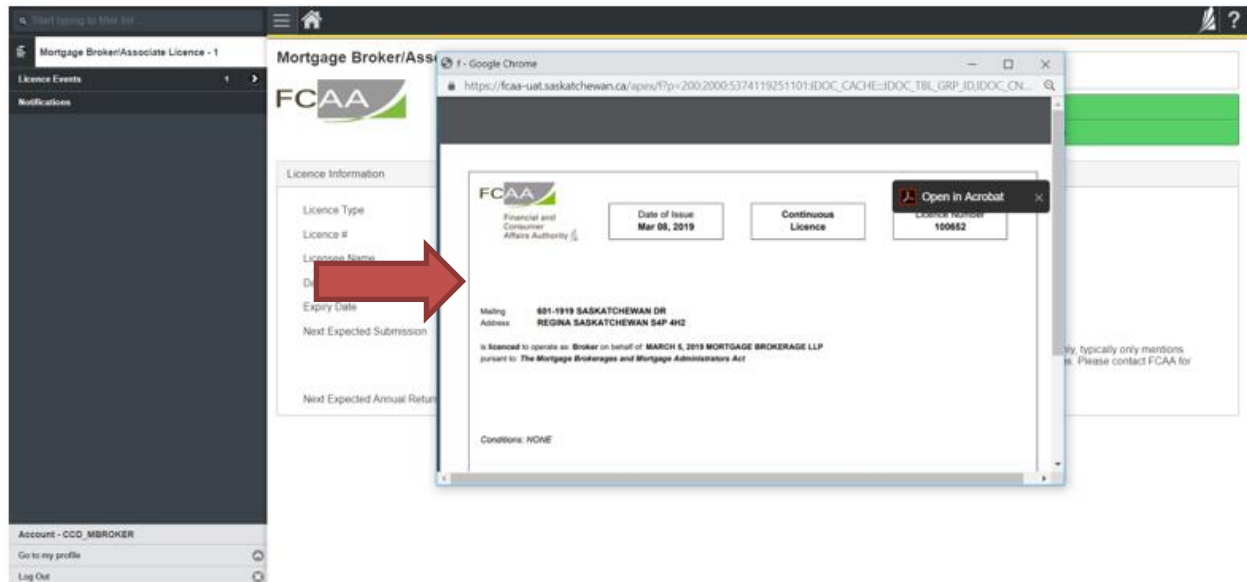 Start typing to filter list...
?
Mortgage Broker/Associate Licence - 1
Licence Events 1
Notifications
Mortgage Broker/Ass
FCAA
Licence Information
Licence Type
Licence #
Licensee Name
Expiry Date
Next Expected Submission
Next Expected Annual Return
f - Google Chrome
https://fcaa-uat.saskatchewan.ca/apex/f?p=200:2000:5374119251101:IDOC_CACHE::IDOC_TBL_GRP_ID,IDOC_CN...
Open in Acrobat
FCAA
Financial and
Consumer
Affairs Authority
Date of Issue
Mar 08, 2019
Continuous
Licence
Licence Number
100652
Mailing 601-1919 SASKATCHEWAN DR
Address REGINA SASKATCHEWAN S4P 4H2
is licenced to operate as: Broker on behalf of: MARCH 5, 2019 MORTGAGE BROKERAGE LLP
pursuant to: The Mortgage Brokerages and Mortgage Administrators Act
Conditions: NONE
typically only mentions
Please contact FCAA for
Account - CCD_MBROKER
Go to my profile
Log Out